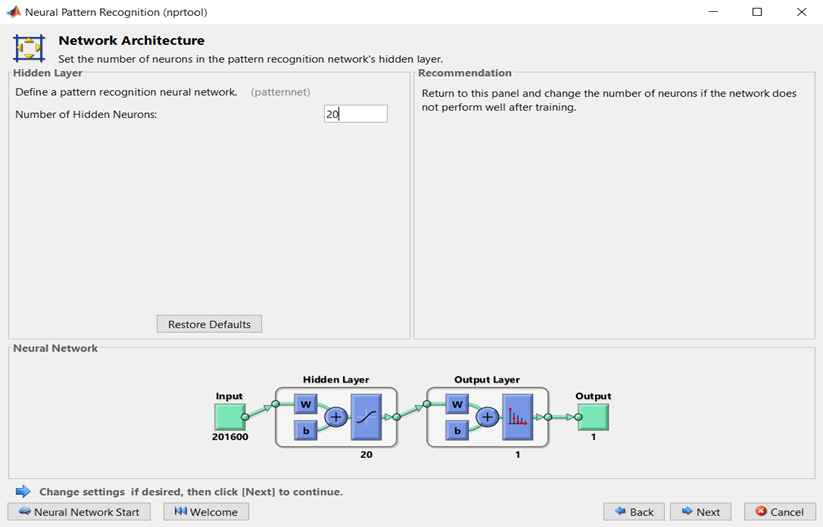 Neural Pattern Recognition (nprtool)
Network Architecture
Set the number of neurons in the pattern recognition network's hidden layer.
Hidden Layer
Define a pattern recognition neural network. (patternnet)
Number of Hidden Neurons: 20
Restore Defaults
Recommendation
Return to this panel and change the number of neurons if the network does
not perform well after training.
Neural Network
Hidden Layer
Output Layer
Input
Output
W
b
W
b
201600
20
1
1
Change settings if desired, then click [Next] to continue.
Neural Network Start
Welcome
Back
Next
Cancel